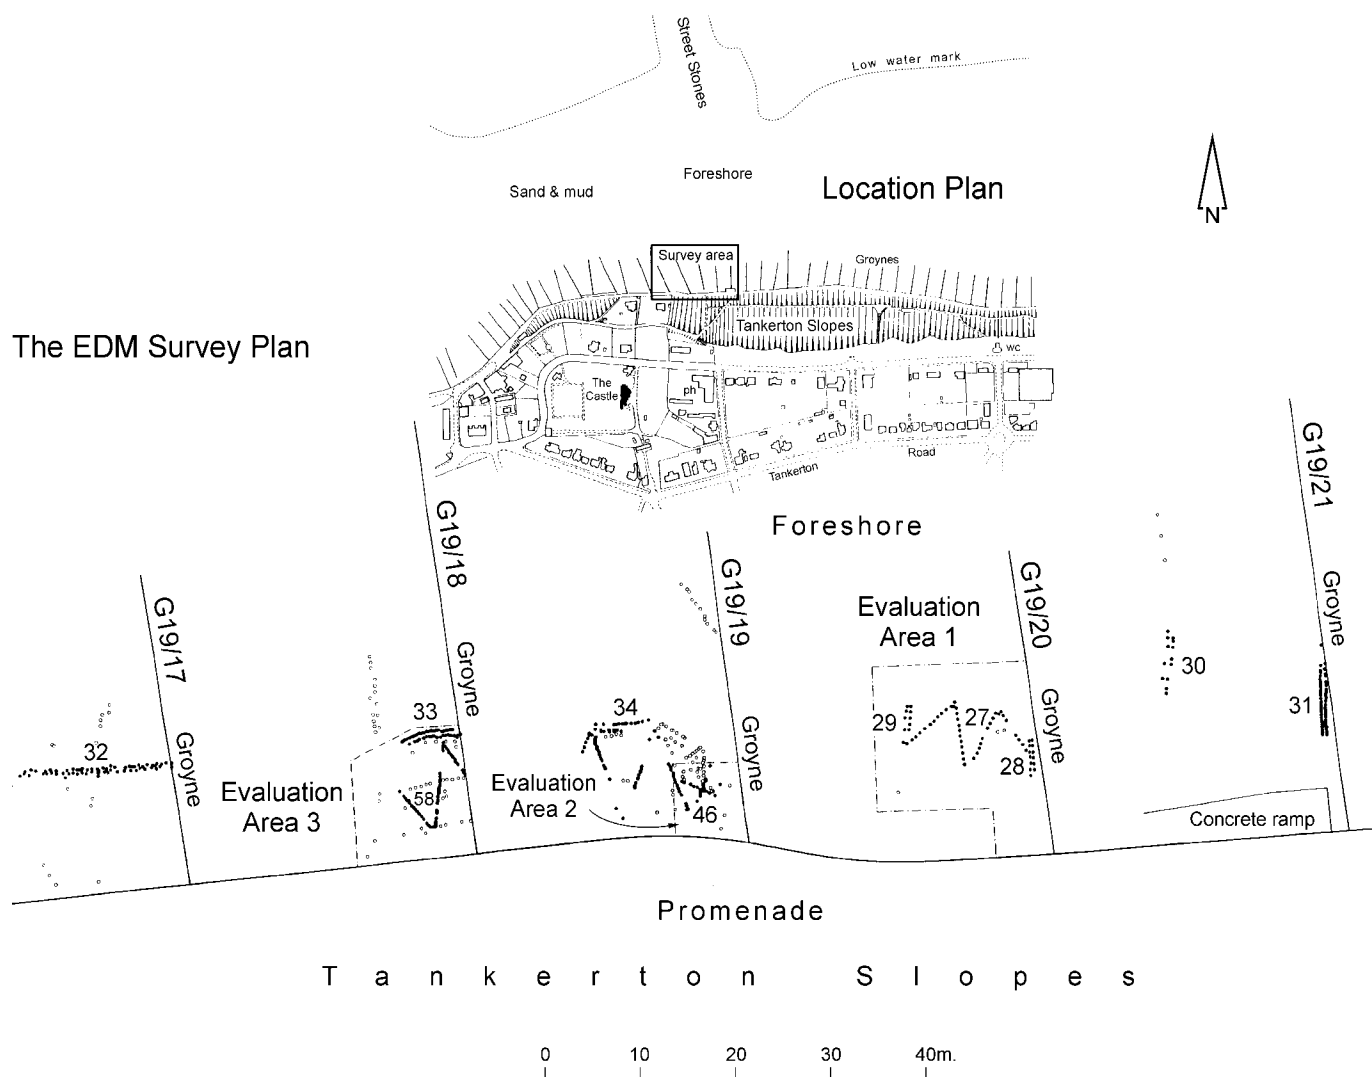 Street Stones
Low water mark
Foreshore
Sand & mud
Location Plan
N
Survey area
Groynes
Tankerton Slopes
The EDM Survey Plan
wc
The
Castle
ph
Road
Tankerton
Foreshore
G19/17
G19/18
G19/19
G19/20
G19/21
Groyne
Groyne
Groyne
Groyne
Groyne
Evaluation
Area 1
30
31
33
34
29
27
28
32
58
46
Evaluation
Area 3
Evaluation
Area 2
Concrete ramp
Promenade
Tankerton Slopes
0 10 20 30 40m.